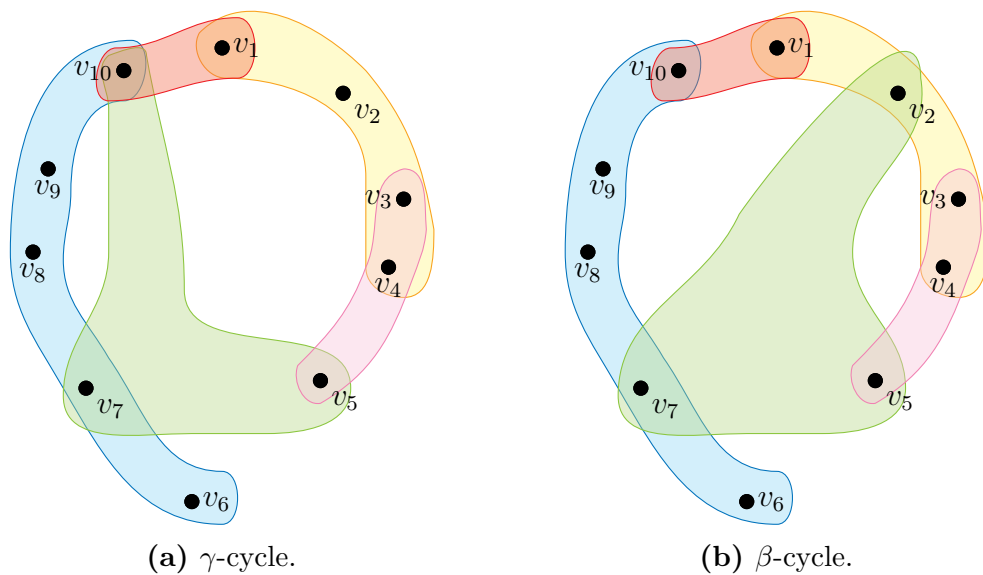 v₁₀ v₁ v₁₀ v₁
v₂ v₂
v₉ v₃ v₉ v₃
v₈ v₄ v₈ v₄
v₇ v₅ v₇ v₅
v₆ v₆
(a) γ-cycle. (b) β-cycle.